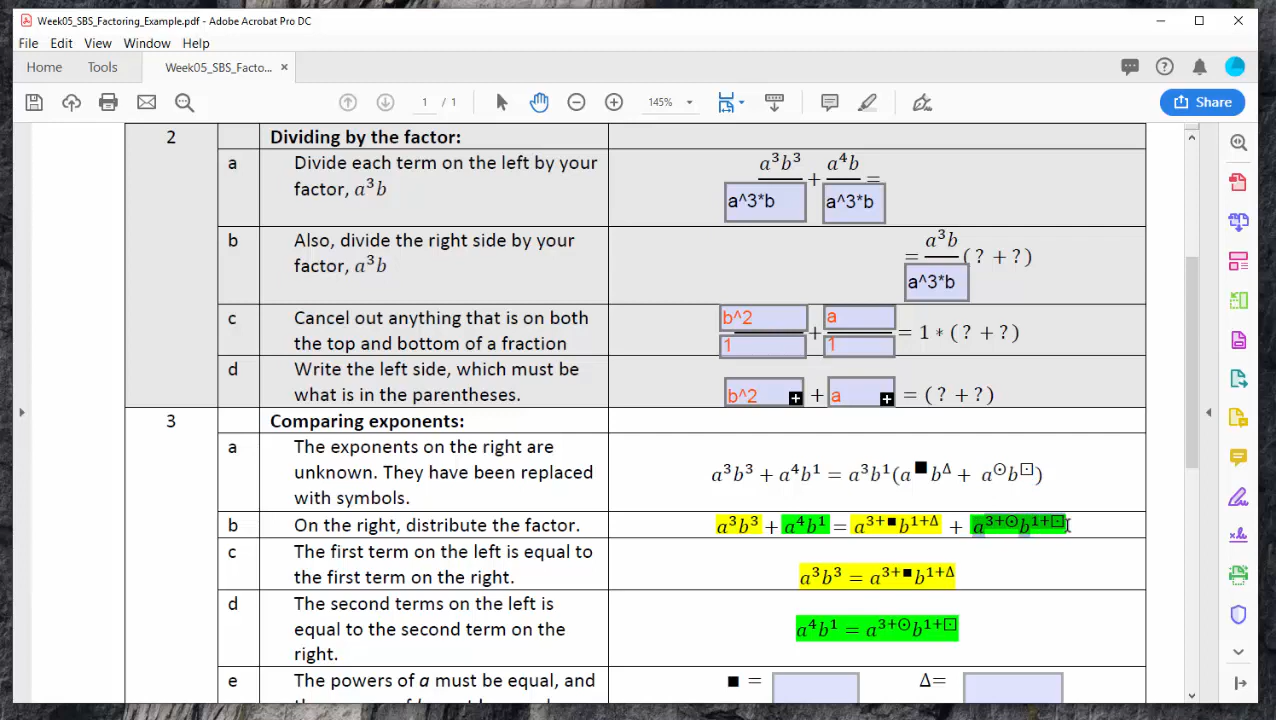 Week05_SBS_Factoring_Example.pdf - Adobe Acrobat Pro DC
File Edit View Window Help
Home Tools Week05_SBS_Facto... ×
1 / 1 145% Share
2 Dividing by the factor:
a Divide each term on the left by your factor, a³b
a³b³ + a⁴b =
a^3*b a^3*b
b Also, divide the right side by your factor, a³b
= a³b (? + ?)
a^3*b
c Cancel out anything that is on both the top and bottom of a fraction
b^2 + a = 1 * (? + ?)
1 1
d Write the left side, which must be what is in the parentheses.
b^2 + a = (? + ?)
3 Comparing exponents:
a The exponents on the right are unknown. They have been replaced with symbols.
a³b³ + a⁴b¹ = a³b¹(a^■ b^Δ + a^⊙ b^⊡)
b On the right, distribute the factor.
a³b³ + a⁴b¹ = a^3+■ b^1+Δ + a^3+⊙ b^1+⊡
c The first term on the left is equal to the first term on the right.
a³b³ = a^3+■ b^1+Δ
d The second terms on the left is equal to the second term on the right.
a⁴b¹ = a^3+⊙ b^1+⊡
e The powers of a must be equal, and
■ = Δ=